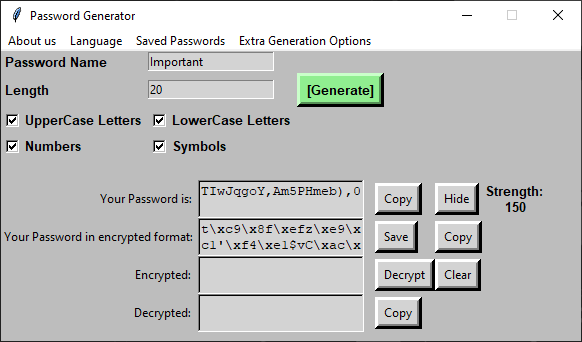 Password Generator
About us Language Saved Passwords Extra Generation Options
Password Name Important
Length 20 [Generate]
UpperCase Letters LowerCase Letters
Numbers Symbols
Your Password is: TIwJqgoY,Am5PHmeb),0 Copy Hide Strength:
150
Your Password in encrypted format: t\xc9\x8f\xefz\xe9\x
c1'\xf4\xe1$vC\xac\x Save Copy
Encrypted: Decrypt Clear
Decrypted: Copy